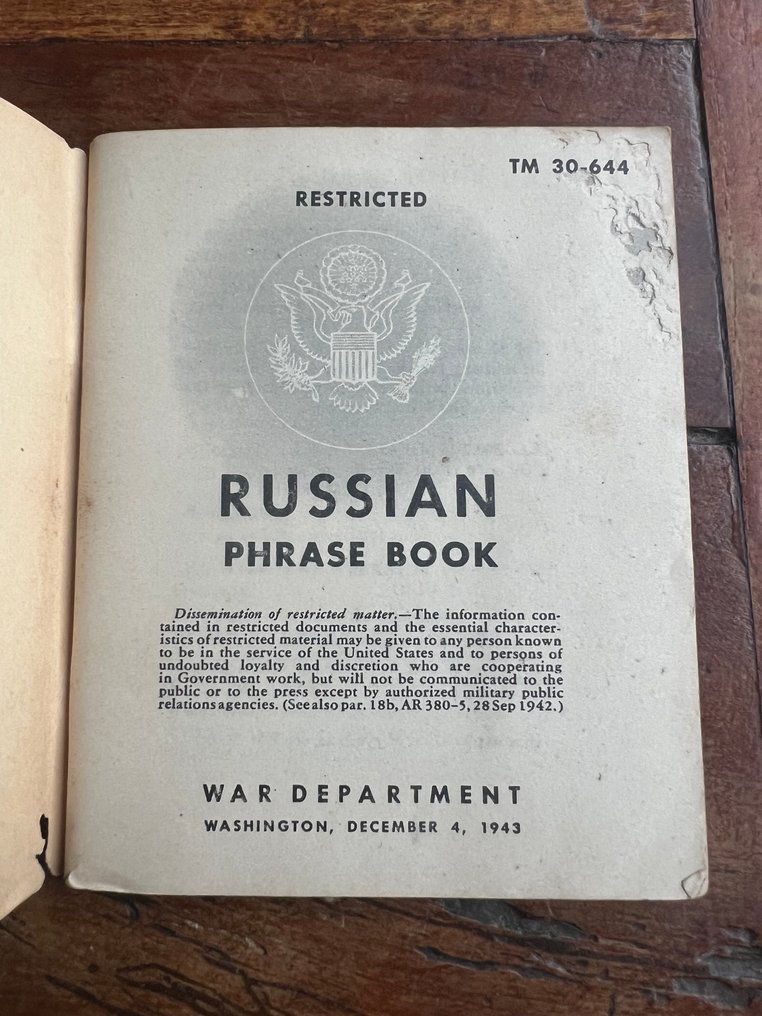 TM 30-644
RESTRICTED
RUSSIAN
PHRASE BOOK
Dissemination of restricted matter.—The information con-
tained in restricted documents and the essential character-
istics of restricted material may be given to any person known
to be in the service of the United States and to persons of
undoubted loyalty and discretion who are cooperating
in Government work, but will not be communicated to the
public or to the press except by authorized military public
relations agencies. (See also par. 18b, AR 380-5, 28 Sep 1942.)
WAR DEPARTMENT
WASHINGTON, DECEMBER 4, 1943